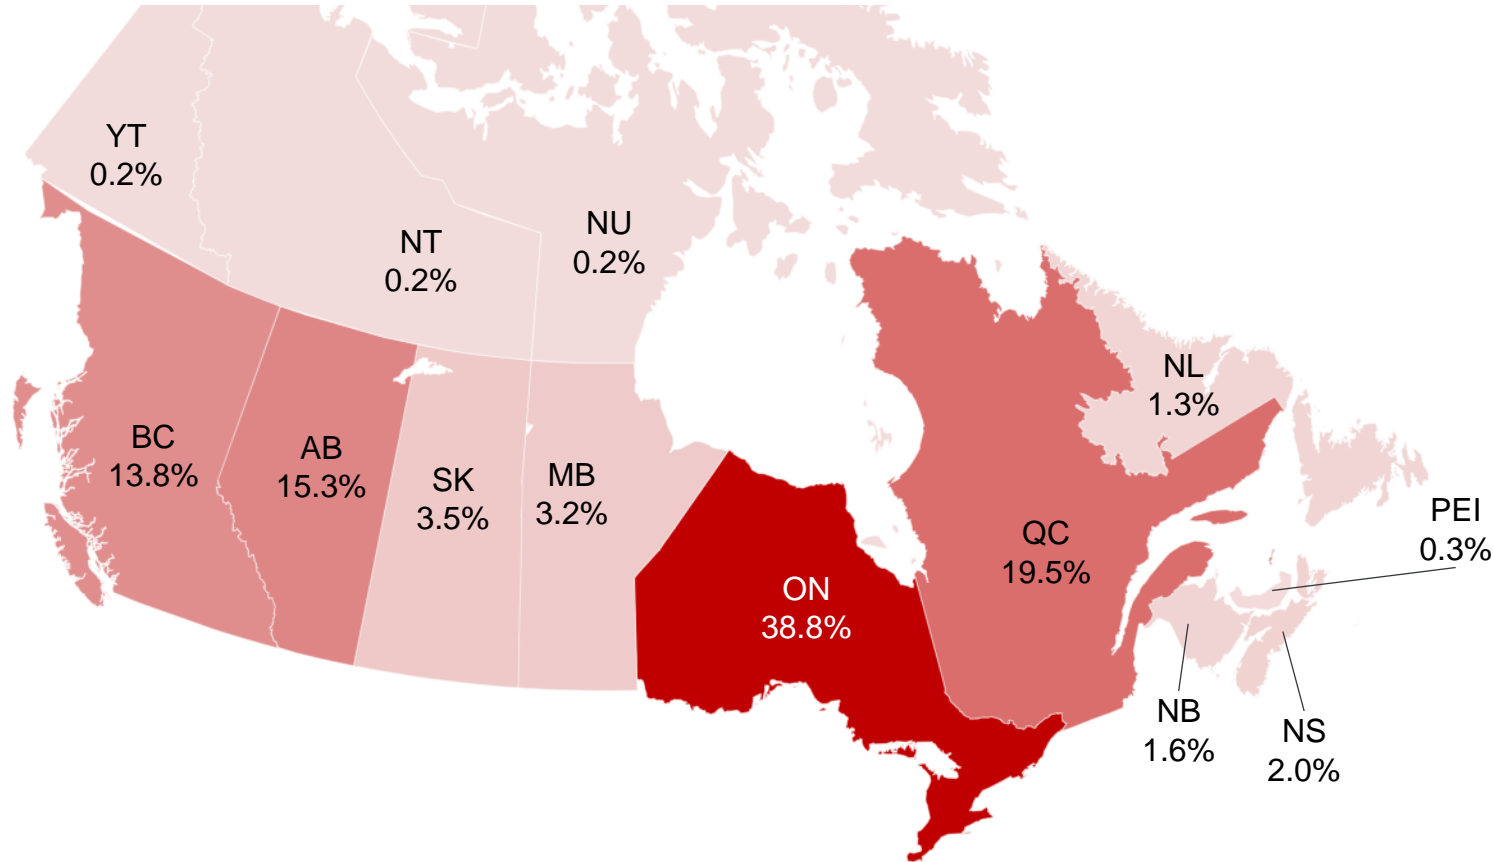 YT
0.2%
NT
0.2%
NU
0.2%
BC
13.8%
AB
15.3%
SK
3.5%
MB
3.2%
ON
38.8%
QC
19.5%
NL
1.3%
PEI
0.3%
NB
1.6%
NS
2.0%